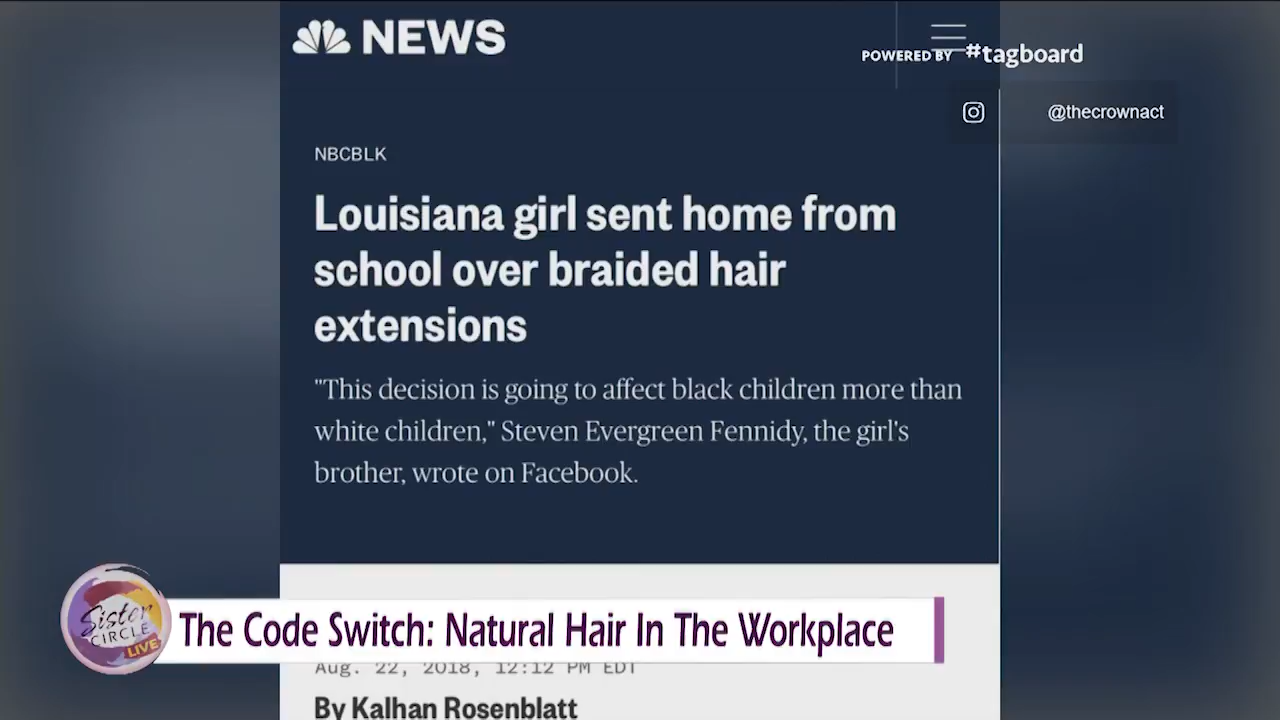 NEWS
POWERED BY #tagboard
@thecrownact
NBCBLK
Louisiana girl sent home from
school over braided hair
extensions
"This decision is going to affect black children more than
white children," Steven Evergreen Fennidy, the girl's
brother, wrote on Facebook.
Sister
CIRCLE
LIVE
The Code Switch: Natural Hair In The Workplace
Aug. 22, 2018, 12:12 PM EDT
By Kalhan Rosenblatt